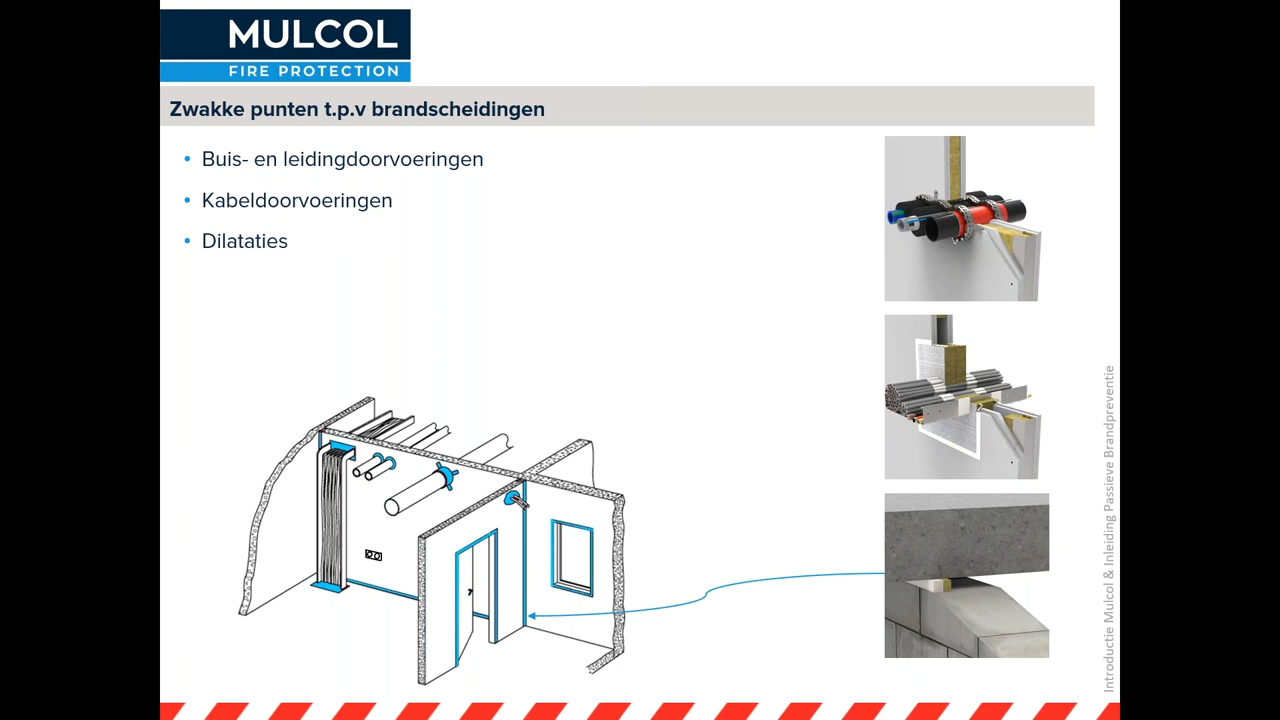 MULCOL
FIRE PROTECTION
Zwakke punten t.p.v brandscheidingen
• Buis- en leidingdoorvoeringen
• Kabeldoorvoeringen
• Dilataties
Introductie Mulcol & Inleiding Passieve Brandpreventie